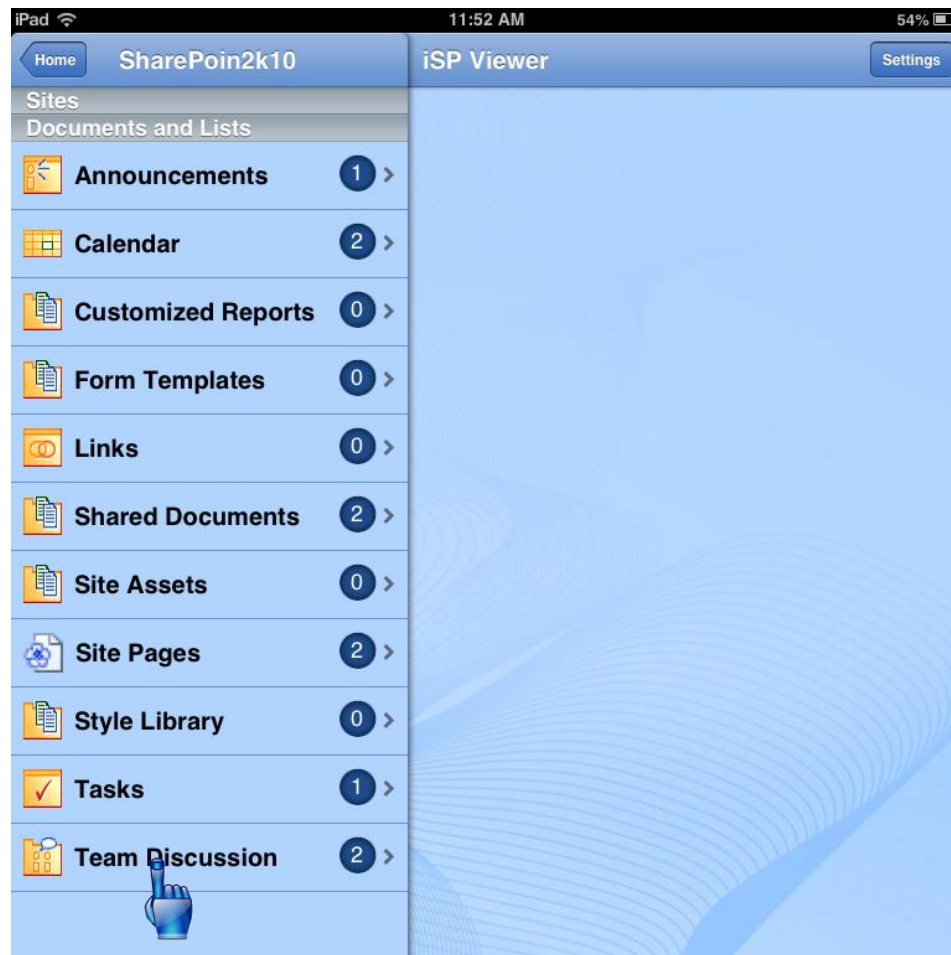 iPad 11:52 AM 54%
Home SharePoin2k10 iSP Viewer Settings
Sites
Documents and Lists
Announcements 1
Calendar 2
Customized Reports 0
Form Templates 0
Links 0
Shared Documents 2
Site Assets 0
Site Pages 2
Style Library 0
Tasks 1
Team Discussion 2